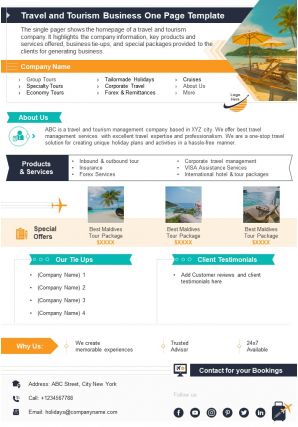 Travel and Tourism Business One Page Template
The single pager shows the homepage of a travel and tourism
company. It highlights the company information, key products and
services offered, business tie-ups, and special packages provided to the
clients for generating business.
Company Name
Group Tours
Specialty Tours
Economy Tours
Tailormade Holidays
Corporate Travel
Forex & Remittances
Cruises
About Us
More
Logo
Here
About Us
ABC is a travel and tourism management company based in XYZ city. We offer best travel
management services, with excellent travel expertise and professionalism. We are a one-stop travel
solution for creating unique holiday plans and activities in a hassle-free manner.
Products
& Services
Inbound & outbound tour
Insurance
Forex Services
Corporate travel management
VISA Assistance Services
International hotel & tour packages
Special
Offers
Best Maldives
Tour Package
$XXXX
Best Maldives
Tour Package
$XXXX
Best Maldives
Tour Package
$XXXX
Our Tie Ups
(Company Name) 1
(Company Name) 2
(Company Name) 3
(Company Name) 4
Client Testimonials
Add Customer reviews and client
testimonials here
Why Us:
We create
memorable experiences
Trusted
Advisor
24x7
Available
Contact for your Bookings
Address: ABC Street, City New York
Call: +1234567788
Email: holidays@companyname.com